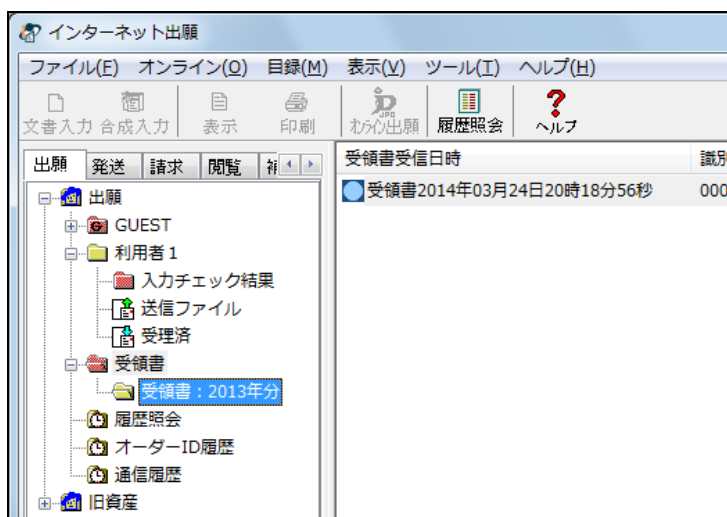 インターネット出願
ファイル(F) オンライン(O) 目録(M) 表示(V) ツール(T) ヘルプ(H)
文書入力 合成入力 表示 印刷 オンライン出願 履歴照会 ヘルプ
出願 発送 請求 閲覧
受領書受信日時
出願
受領書2014年03月24日20時18分56秒 000
GUEST
利用者1
入力チェック結果
送信ファイル
受理済
受領書
受領書：2013年分
履歴照会
オーダーID履歴
通信履歴
旧資産